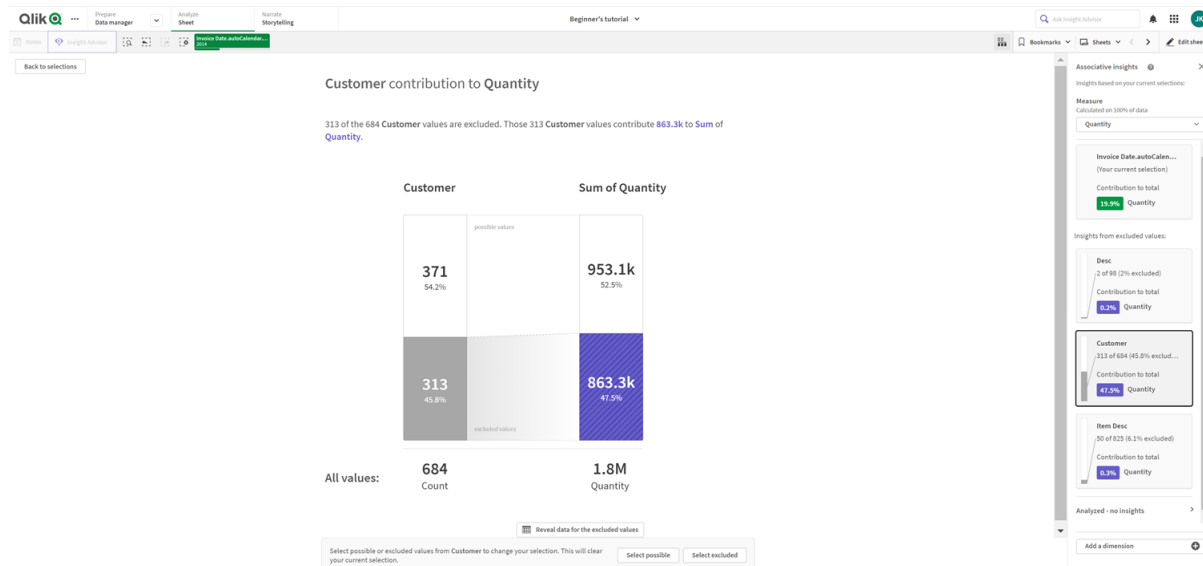 Qlik
Prepare
Data manager
Analyze
Sheet
Narrate
Storytelling
Beginner's tutorial
Ask Insight Advisor
JK
Notes
Insight Advisor
Invoice Date.autoCalendar....
2014
Bookmarks
Sheets
Edit shee
Back to selections
Customer contribution to Quantity
313 of the 684 Customer values are excluded. Those 313 Customer values contribute 863.3k to Sum of
Quantity.
Customer
Sum of Quantity
possible values
371
54.2%
953.1k
52.5%
313
45.8%
863.3k
47.5%
excluded values
All values:
684
Count
1.8M
Quantity
Reveal data for the excluded values
Select possible or excluded values from Customer to change your selection. This will clear
your current selection.
Select possible
Select excluded
Associative insights
Insights based on your current selections:
Measure
Calculated on 100% of data
Quantity
Invoice Date.autoCalen...
(Your current selection)
Contribution to total
19.9% Quantity
Insights from excluded values:
Desc
2 of 98 (2% excluded)
Contribution to total
0.2% Quantity
Customer
313 of 684 (45.8% exclud...
Contribution to total
47.5% Quantity
Item Desc
50 of 825 (6.1% excluded)
Contribution to total
0.3% Quantity
Analyzed - no insights
Add a dimension